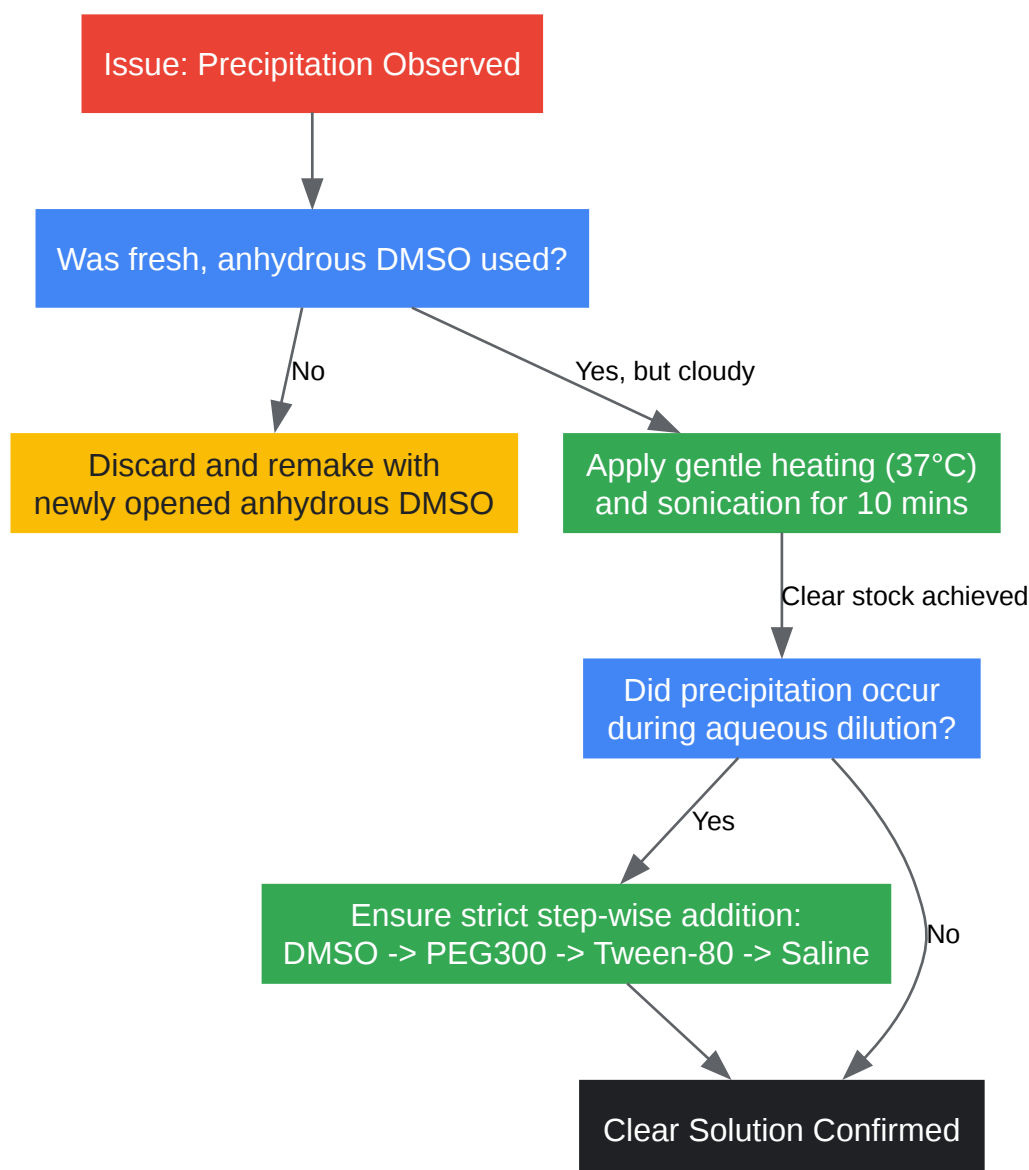 Issue: Precipitation Observed
Was fresh, anhydrous DMSO used?
No
Yes, but cloudy
Discard and remake with
newly opened anhydrous DMSO
Apply gentle heating (37°C)
and sonication for 10 mins
Clear stock achieved
Did precipitation occur
during aqueous dilution?
Yes
Ensure strict step-wise addition:
DMSO -> PEG300 -> Tween-80 -> Saline
No
Clear Solution Confirmed